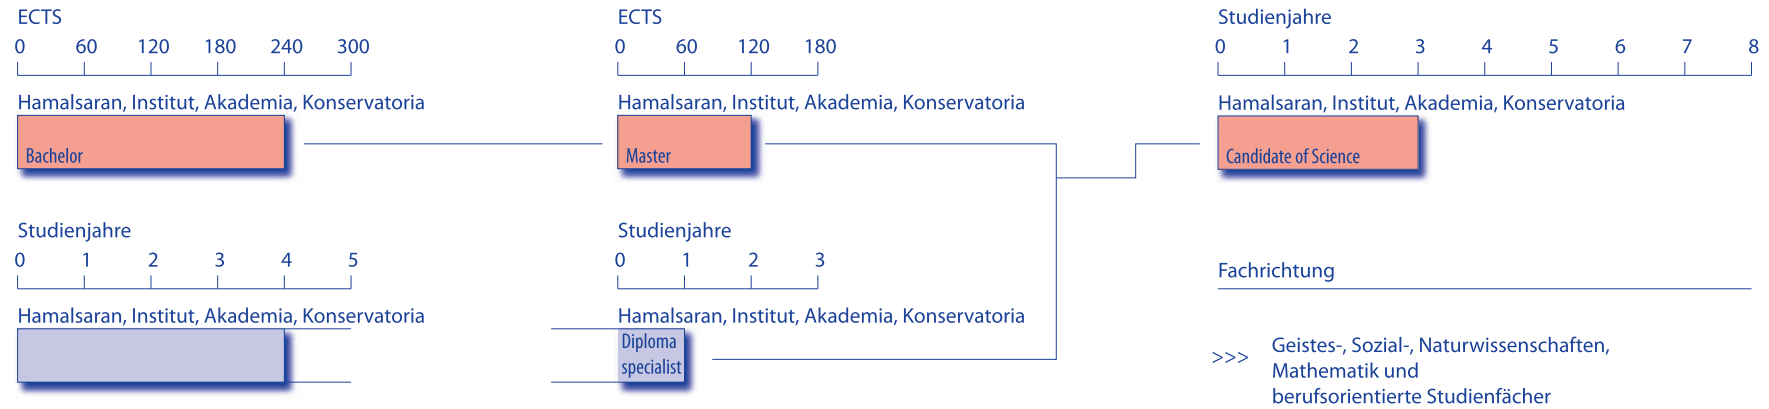 ECTS
0 60 120 180 240 300
Hamalsaran, Institut, Akademia, Konservatoria
Bachelor
ECTS
0 60 120 180
Hamalsaran, Institut, Akademia, Konservatoria
Master
Studienjahre
0 1 2 3 4 5 6 7 8
Hamalsaran, Institut, Akademia, Konservatoria
Candidate of Science
Studienjahre
0 1 2 3 4 5
Hamalsaran, Institut, Akademia, Konservatoria
Studienjahre
0 1 2 3
Hamalsaran, Institut, Akademia, Konservatoria
Diploma
specialist
Fachrichtung
>>> Geistes-, Sozial-, Naturwissenschaften,
Mathematik und
berufsorientierte Studienfächer